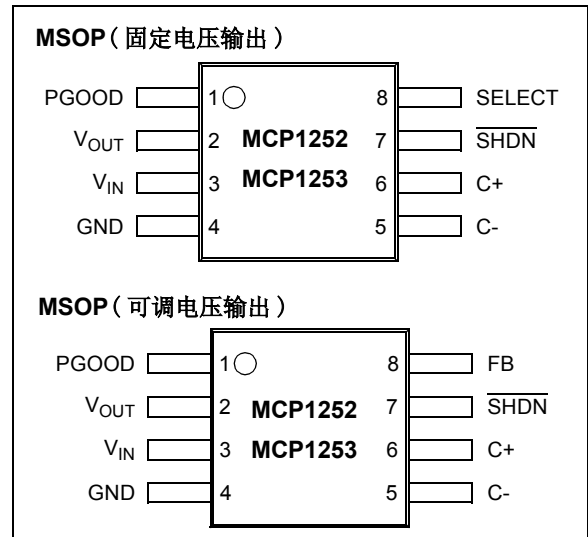 MSOP ( 固定电压输出 )
PGOOD 1 8 SELECT
VOUT 2 MCP1252 7 SHDN
VIN 3 MCP1253 6 C+
GND 4 5 C-
MSOP ( 可调电压输出 )
PGOOD 1 8 FB
VOUT 2 MCP1252 7 SHDN
VIN 3 MCP1253 6 C+
GND 4 5 C-